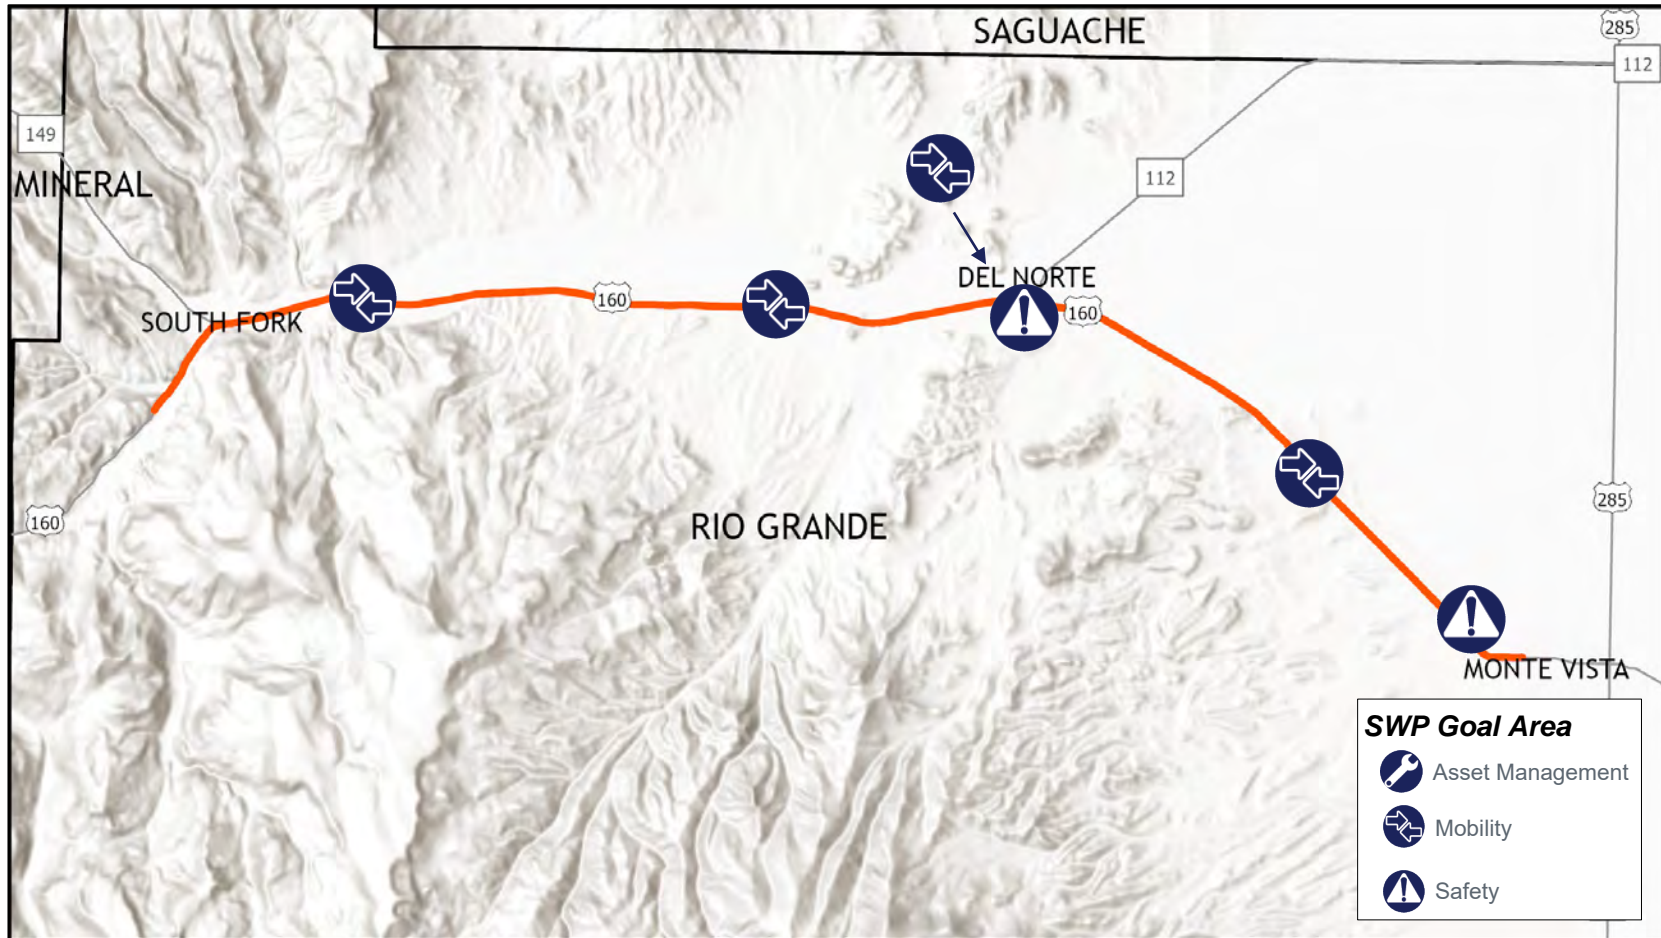 SAGUACHE
285
112
149
MINERAL
112
DEL NORTE
160
160
SOUTH FORK
285
160
RIO GRANDE
MONTE VISTA
SWP Goal Area
Asset Management
Mobility
Safety